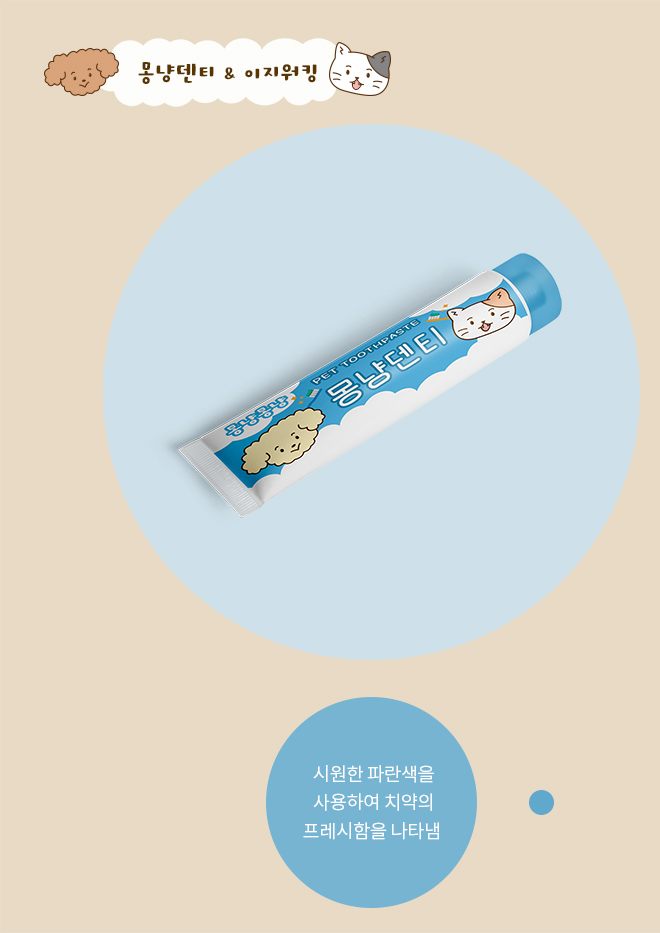 몽냥덴티 & 이지워킹
PET TOOTHPASTE
몽냥덴티
몽냥몽냥
시원한 파란색을
사용하여 치약의
프레시함을 나타냄